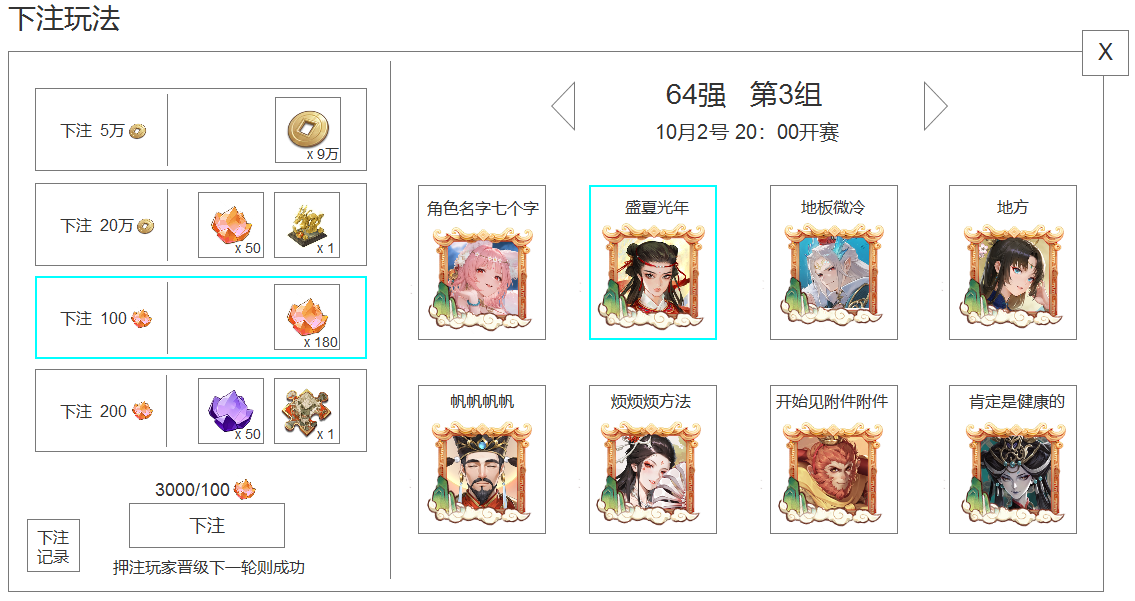 下注玩法
X
下注 5万
x 9万
下注 20万
x 50
x 1
下注 100
x 180
下注 200
x 50
x 1
3000/100
下注
下注
记录
押注玩家晋级下一轮则成功
64强 第3组
10月2号 20：00开赛
角色名字七个字
盛夏光年
地板微冷
地方
帆帆帆帆
烦烦烦方法
开始见附件附件
肯定是健康的